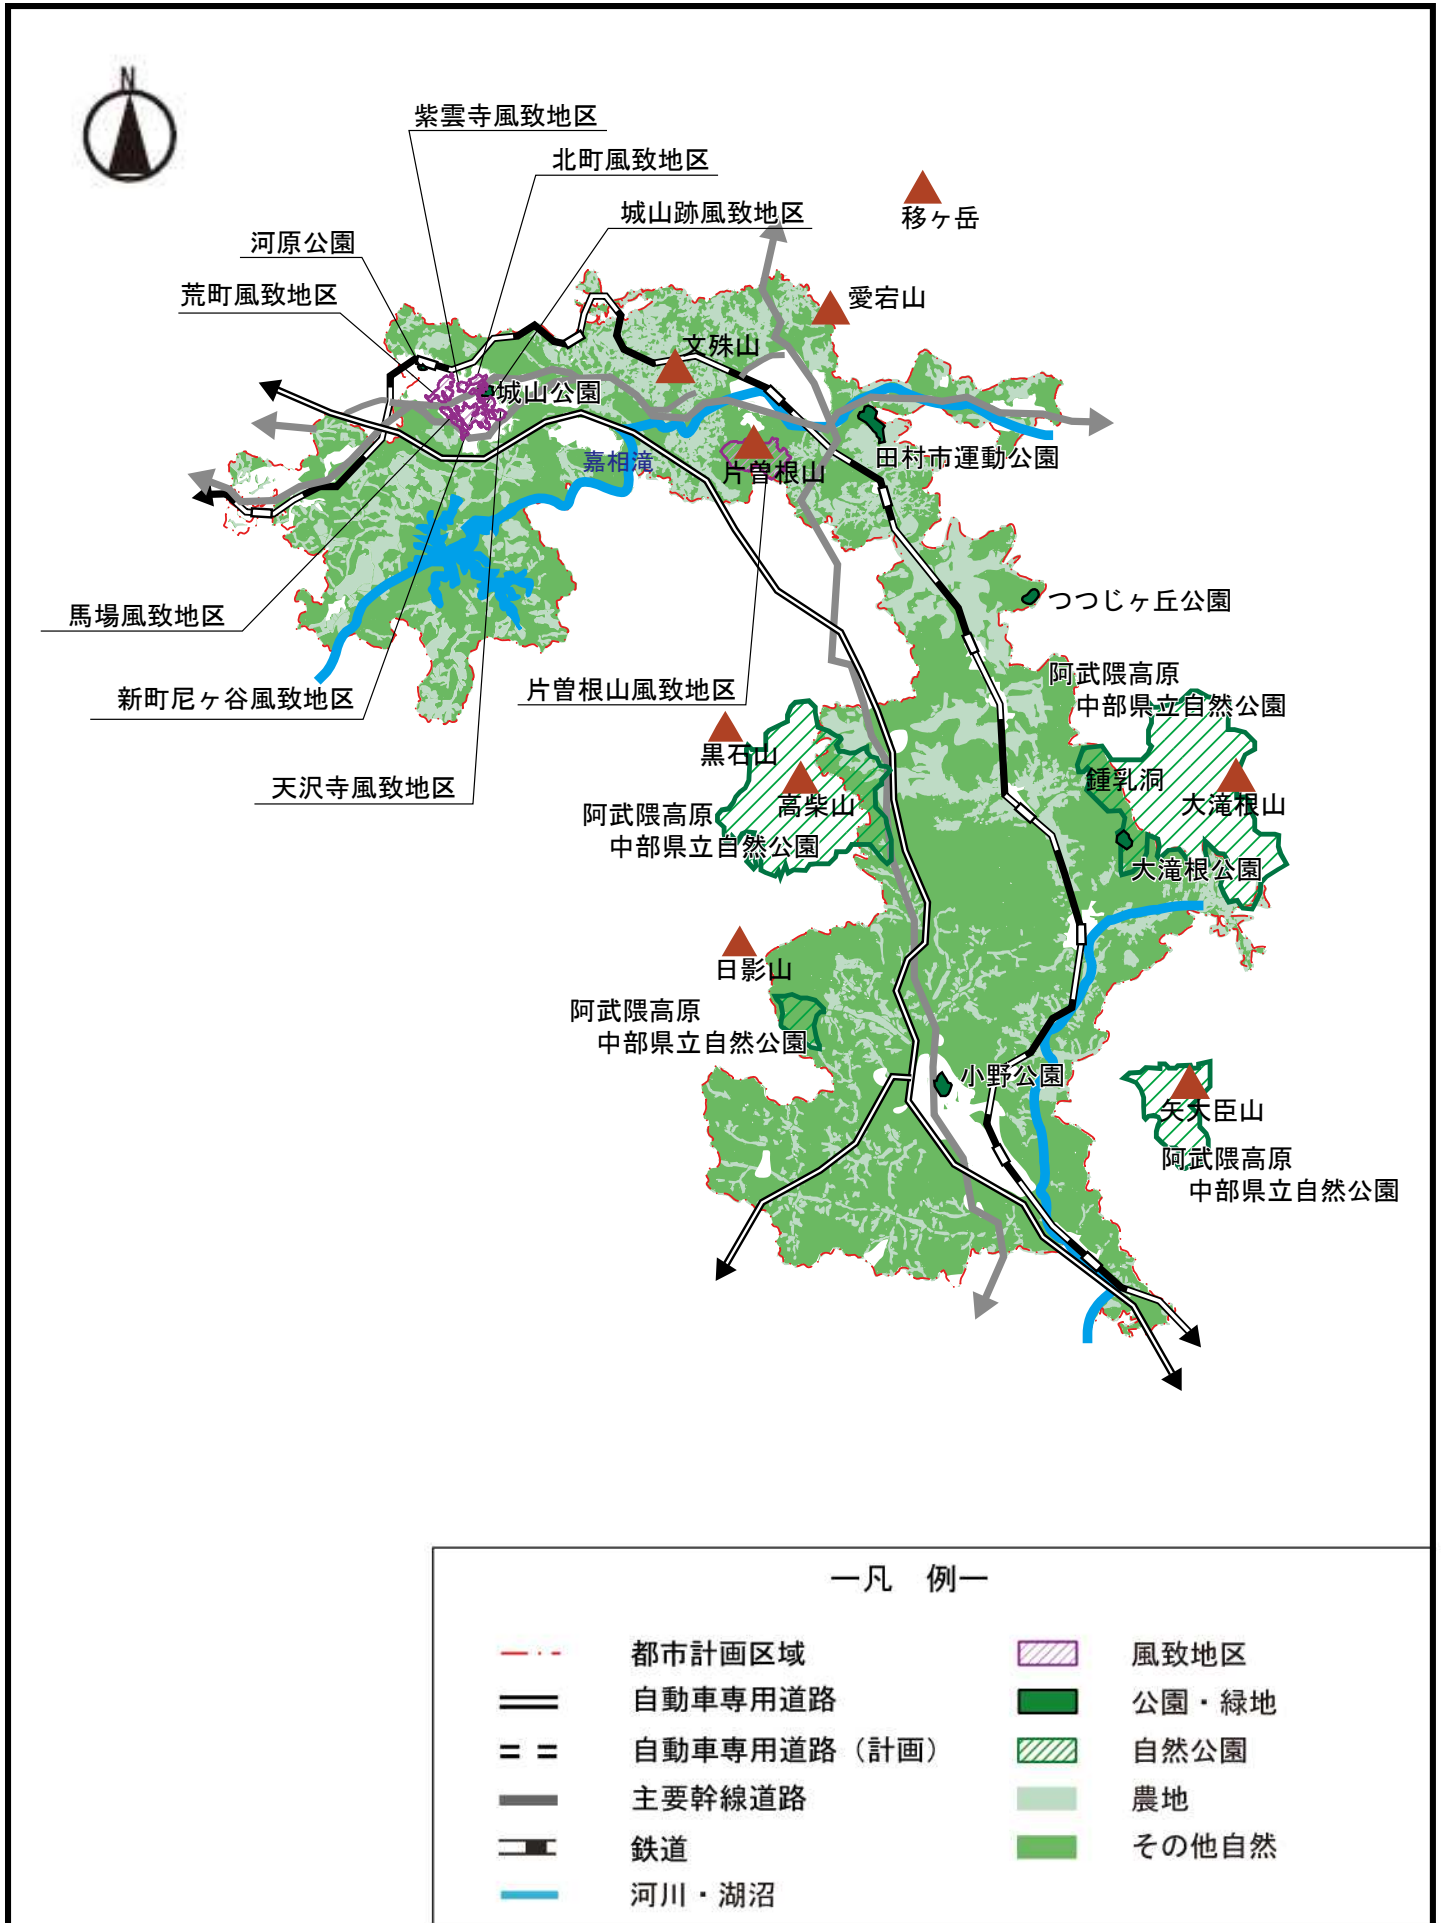 N
紫雲寺風致地区
北町風致地区
城山跡風致地区
移ヶ岳
河原公園
荒町風致地区
愛宕山
文殊山
城山公園
嘉相滝
片曽根山
田村市運動公園
つつじヶ丘公園
馬場風致地区
新町尼ヶ谷風致地区
片曽根山風致地区
阿武隈高原
中部県立自然公園
黒石山
鍾乳洞
天沢寺風致地区
高柴山
大滝根山
阿武隈高原
中部県立自然公園
大滝根公園
日影山
阿武隈高原
中部県立自然公園
小野公園
矢大臣山
阿武隈高原
中部県立自然公園
―凡 例―
都市計画区域
風致地区
自動車専用道路
公園・緑地
自動車専用道路（計画）
自然公園
主要幹線道路
農地
鉄道
その他自然
河川・湖沼